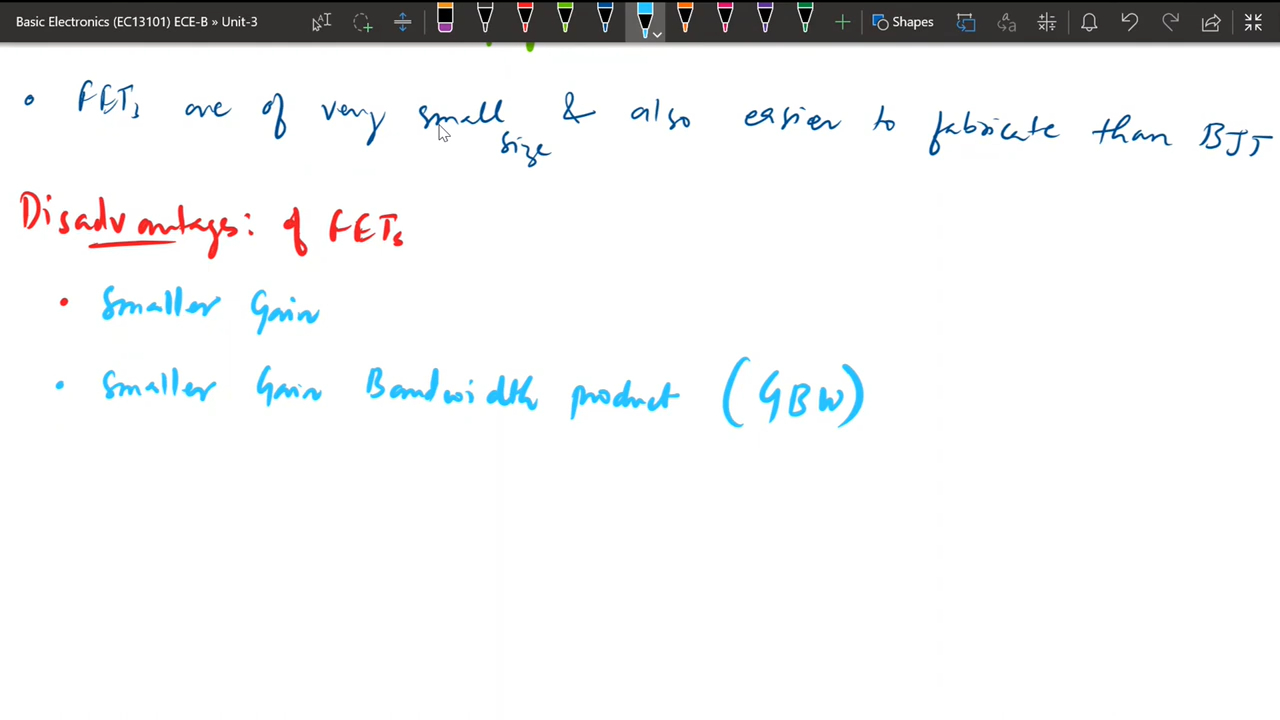 Basic Electronics (EC13101) ECE-B » Unit-3
Shapes
• FETs are of very small size & also easier to fabricate than BJT
Disadvantages: of FETs
• Smaller Gain
• Smaller Gain Bandwidth product (GBW)